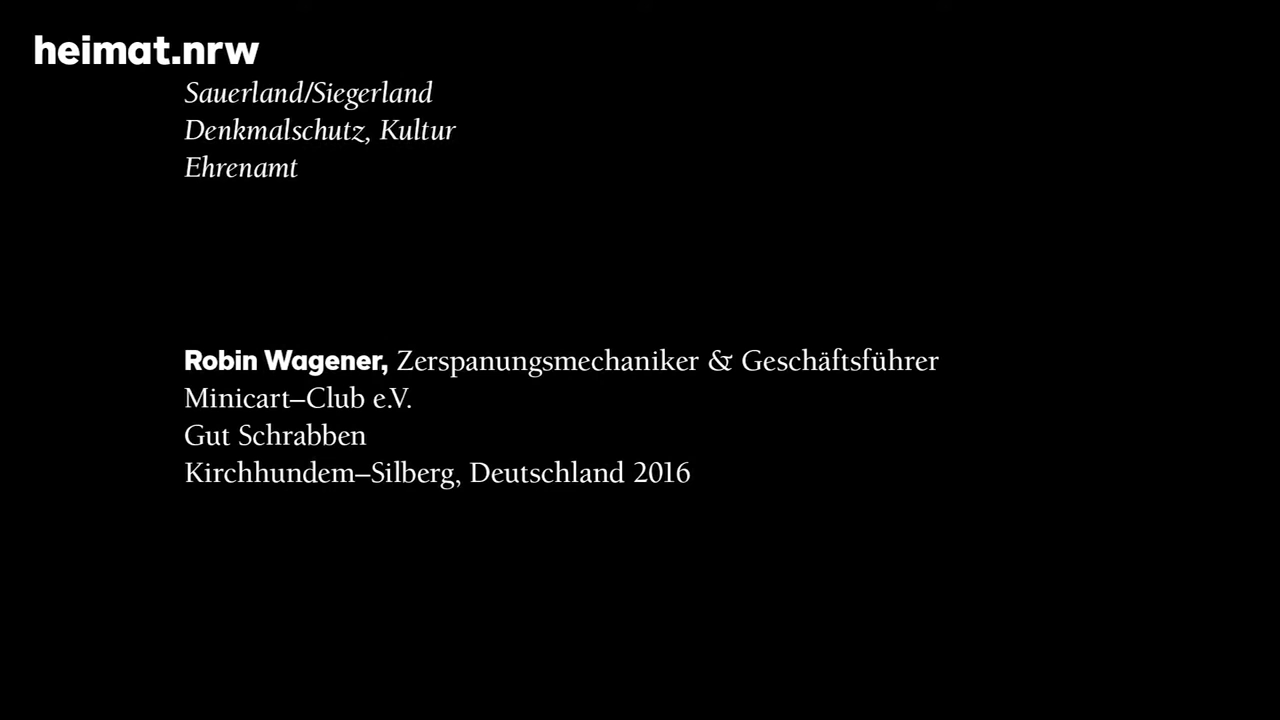 heimat.nrw
Sauerland/Siegerland
Denkmalschutz, Kultur
Ehrenamt
Robin Wagener, Zerspanungsmechaniker & Geschäftsführer
Minicart–Club e.V.
Gut Schrabben
Kirchhundem–Silberg, Deutschland 2016